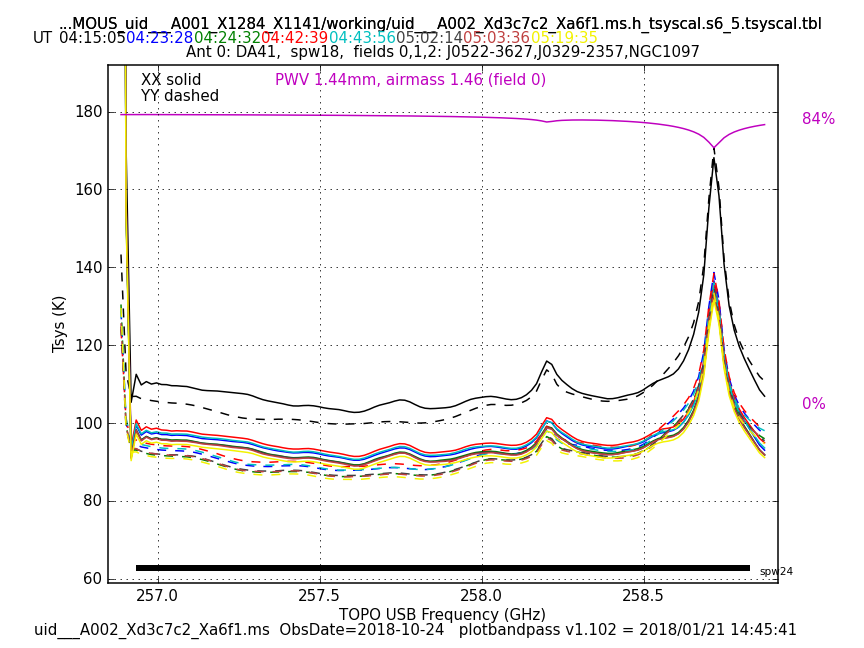 ...MOUS_uid___A001_X1284_X1141/working/uid___A002_Xd3c7c2_Xa6f1.ms.h_tsyscal.s6_5.tsyscal.tbl
UT 04:15:05 04:23:28 04:24:32 04:42:39 04:43:56 05:02:14 05:03:36 05:19:35
Ant 0: DA41,  spw18,  fields 0,1,2: J0522-3627,J0329-2357,NGC1097
XX solid
YY dashed
PWV 1.44mm, airmass 1.46 (field 0)
84%
0%
Tsys (K)
180
160
140
120
100
80
60
spw24
257.0 257.5 258.0 258.5
TOPO USB Frequency (GHz)
uid___A002_Xd3c7c2_Xa6f1.ms  ObsDate=2018-10-24   plotbandpass v1.102 = 2018/01/21 14:45:41